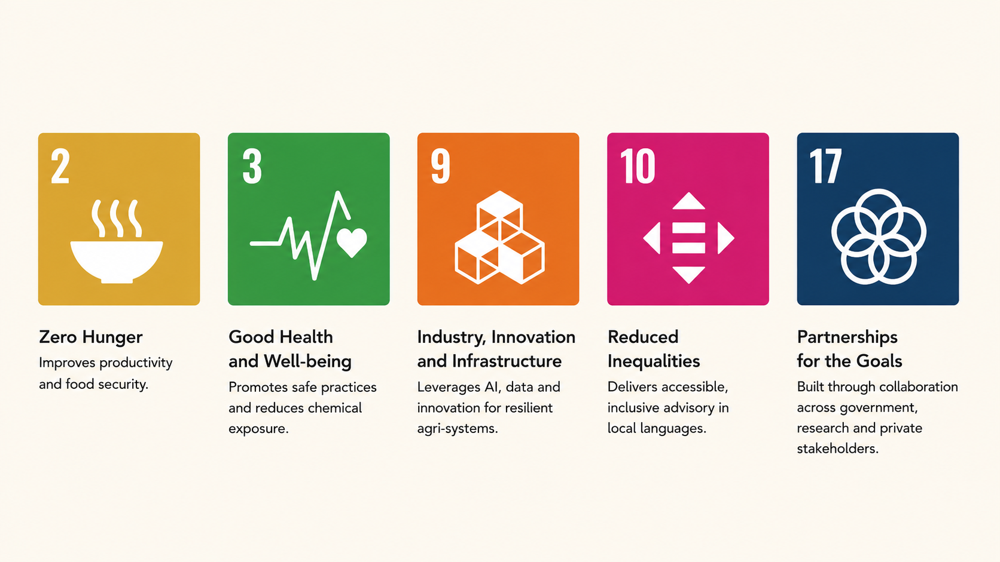 2
Zero Hunger
Improves productivity
and food security.
3
Good Health
and Well-being
Promotes safe practices
and reduces chemical
exposure.
9
Industry, Innovation
and Infrastructure
Leverages AI, data and
innovation for resilient
agri-systems.
10
Reduced
Inequalities
Delivers accessible,
inclusive advisory in
local languages.
17
Partnerships
for the Goals
Built through collaboration
across government,
research and private
stakeholders.